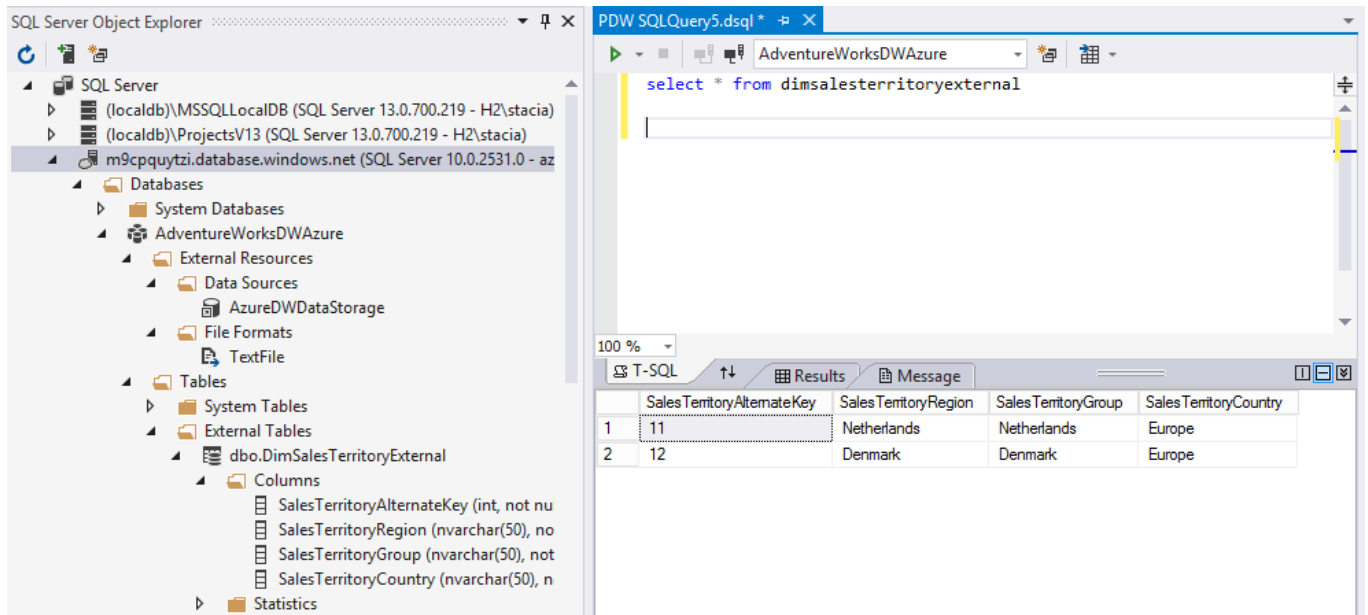 SQL Server Object Explorer
SQL Server
(localdb)\MSSQLLocalDB (SQL Server 13.0.700.219 - H2\stacia)
(localdb)\ProjectsV13 (SQL Server 13.0.700.219 - H2\stacia)
m9cpquytzi.database.windows.net (SQL Server 10.0.2531.0 - az
Databases
System Databases
AdventureWorksDWAzure
External Resources
Data Sources
AzureDWDataStorage
File Formats
TextFile
Tables
System Tables
External Tables
dbo.DimSalesTerritoryExternal
Columns
SalesTerritoryAlternateKey (int, not nu
SalesTerritoryRegion (nvarchar(50), no
SalesTerritoryGroup (nvarchar(50), not
SalesTerritoryCountry (nvarchar(50), n
Statistics
PDW SQLQuery5.dsql *
AdventureWorksDWAzure
select * from dimsalesterritoryexternal
100 %
T-SQL Results Message
SalesTerritoryAlternateKey SalesTerritoryRegion SalesTerritoryGroup SalesTerritoryCountry
1 11 Netherlands Netherlands Europe
2 12 Denmark Denmark Europe